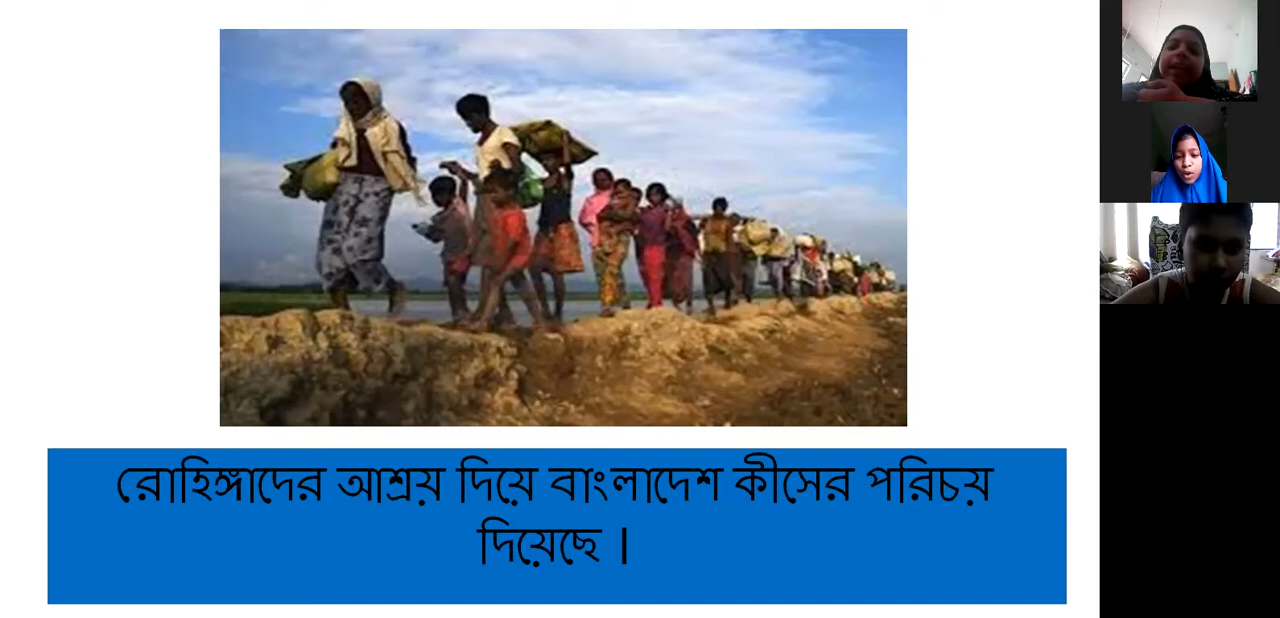 রোহিঙ্গাদের আশ্রয় দিয়ে বাংলাদেশ কীসের পরিচয়
দিয়েছে ।